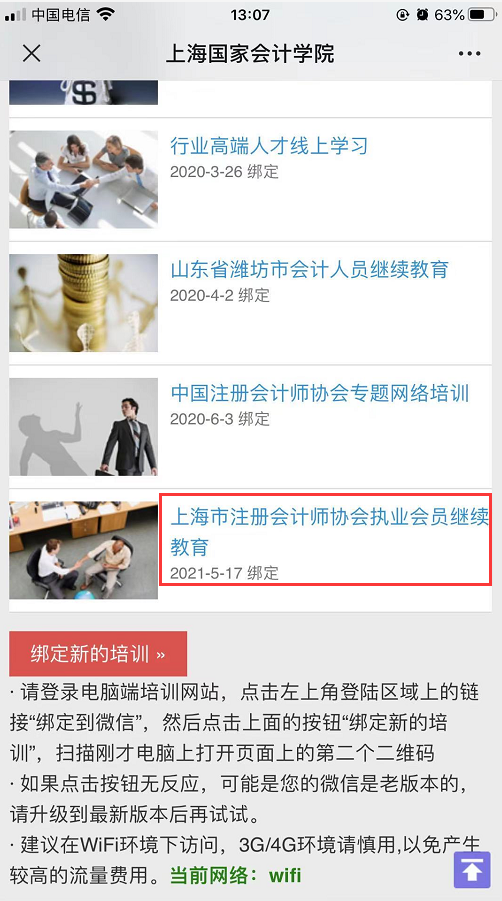 中国电信 13:07 63%
上海国家会计学院
$
行业高端人才线上学习
2020-3-26 绑定
山东省潍坊市会计人员继续教育
2020-4-2 绑定
中国注册会计师协会专题网络培训
2020-6-3 绑定
上海市注册会计师协会执业会员继续
教育
2021-5-17 绑定
绑定新的培训 »
· 请登录电脑端培训网站，点击左上角登陆区域上的链
接“绑定到微信”，然后点击上面的按钮“绑定新的培
训”，扫描刚才电脑上打开页面上的第二个二维码
· 如果点击按钮无反应，可能是您的微信是老版本的，
请升级到最新版本后再试试。
· 建议在WiFi环境下访问，3G/4G环境请慎用,以免产生
较高的流量费用。当前网络：wifi